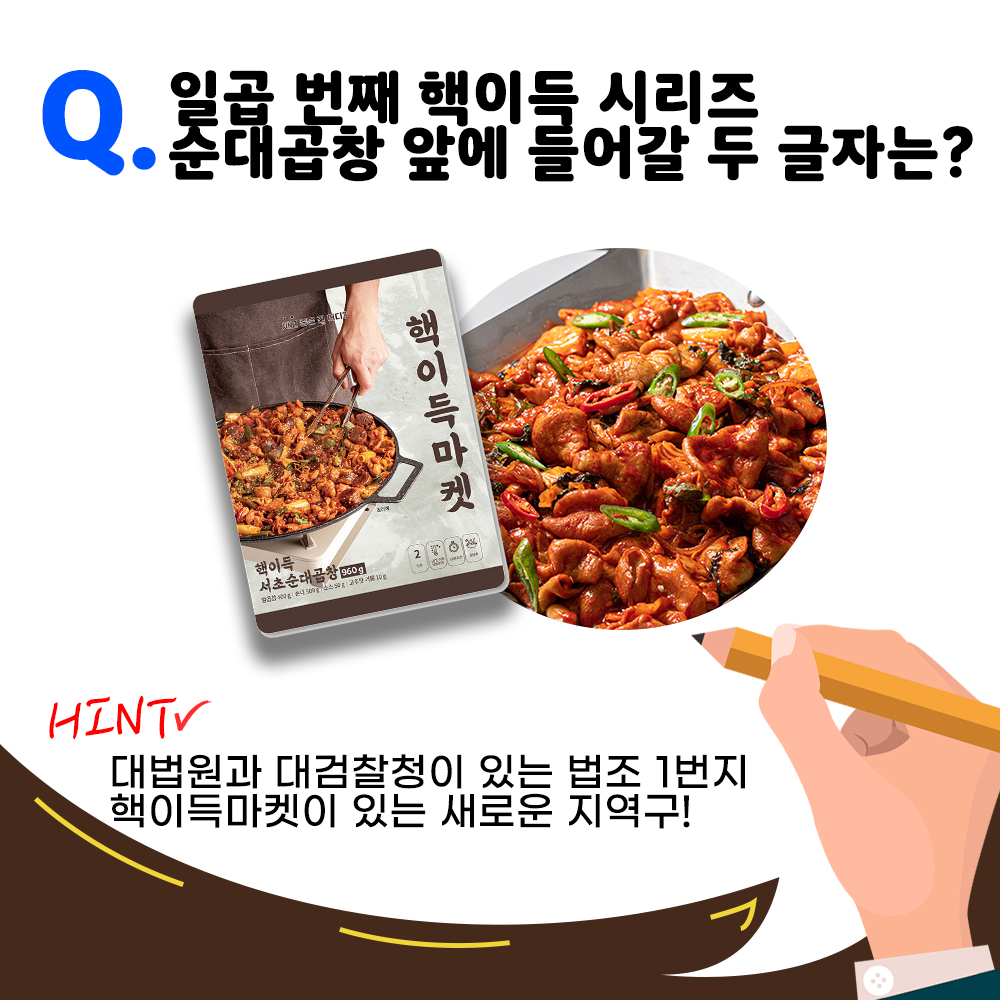 Q. 일곱 번째 핵이득 시리즈
순대곱창 앞에 들어갈 두 글자는?
핵이득마켓
2
핵이득
서초순대곱창 960g
HINT
대법원과 대검찰청이 있는 법조 1번지
핵이득마켓이 있는 새로운 지역구!